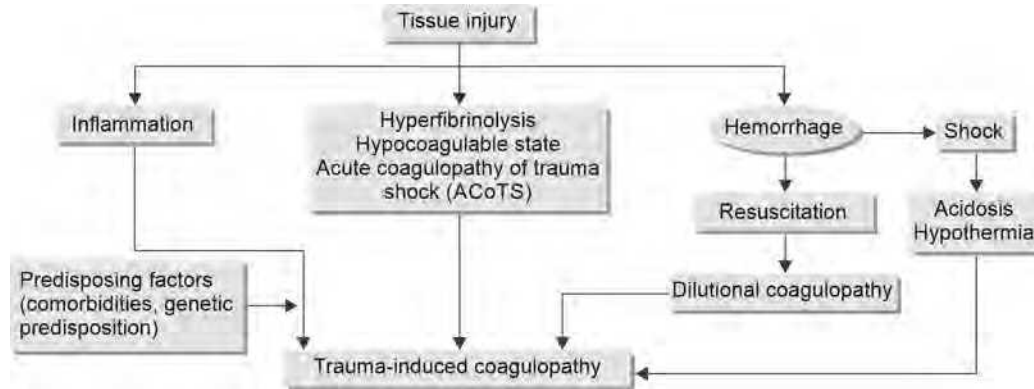 Tissue injury
Inflammation
Hyperfibrinolysis
Hypocoagulable state
Acute coagulopathy of trauma
shock (ACoTS)
Hemorrhage
Shock
Resuscitation
Acidosis
Hypothermia
Predisposing factors
(comorbidities, genetic
predisposition)
Dilutional coagulopathy
Trauma-induced coagulopathy